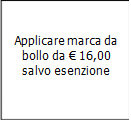 Applicare marca da
bollo da € 16,00
salvo esenzione